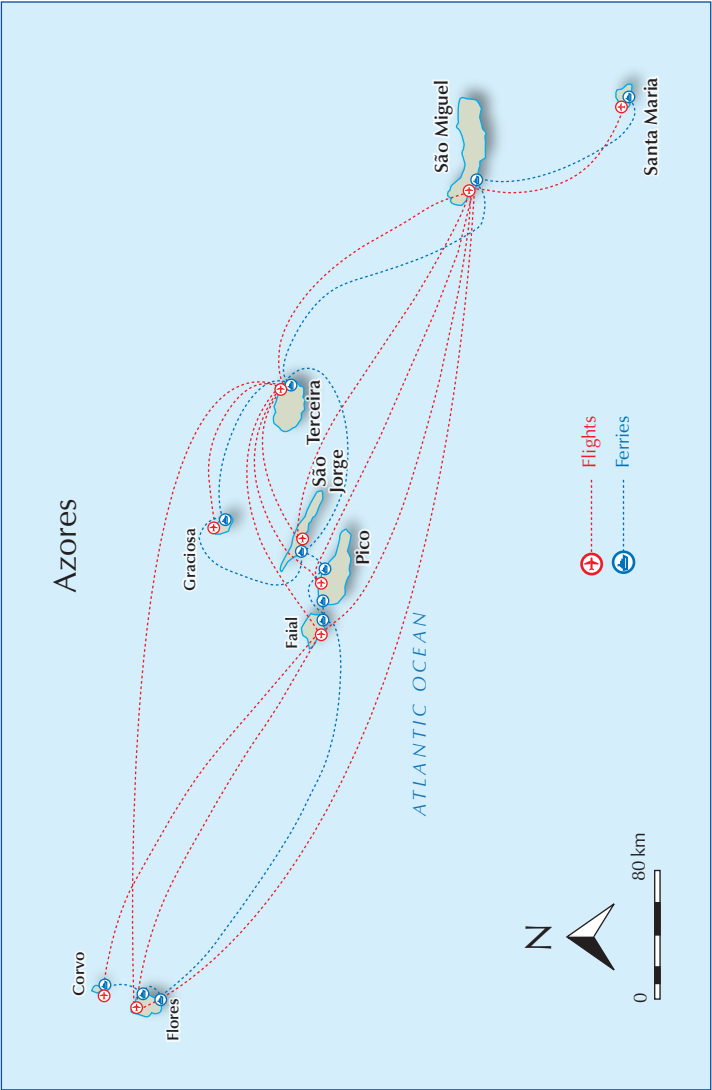 Azores
Corvo
Flores
Graciosa
Faial
Pico
São
Jorge
Terceira
São Miguel
Santa Maria
ATLANTIC OCEAN
N
0
80 km
Flights
Ferries